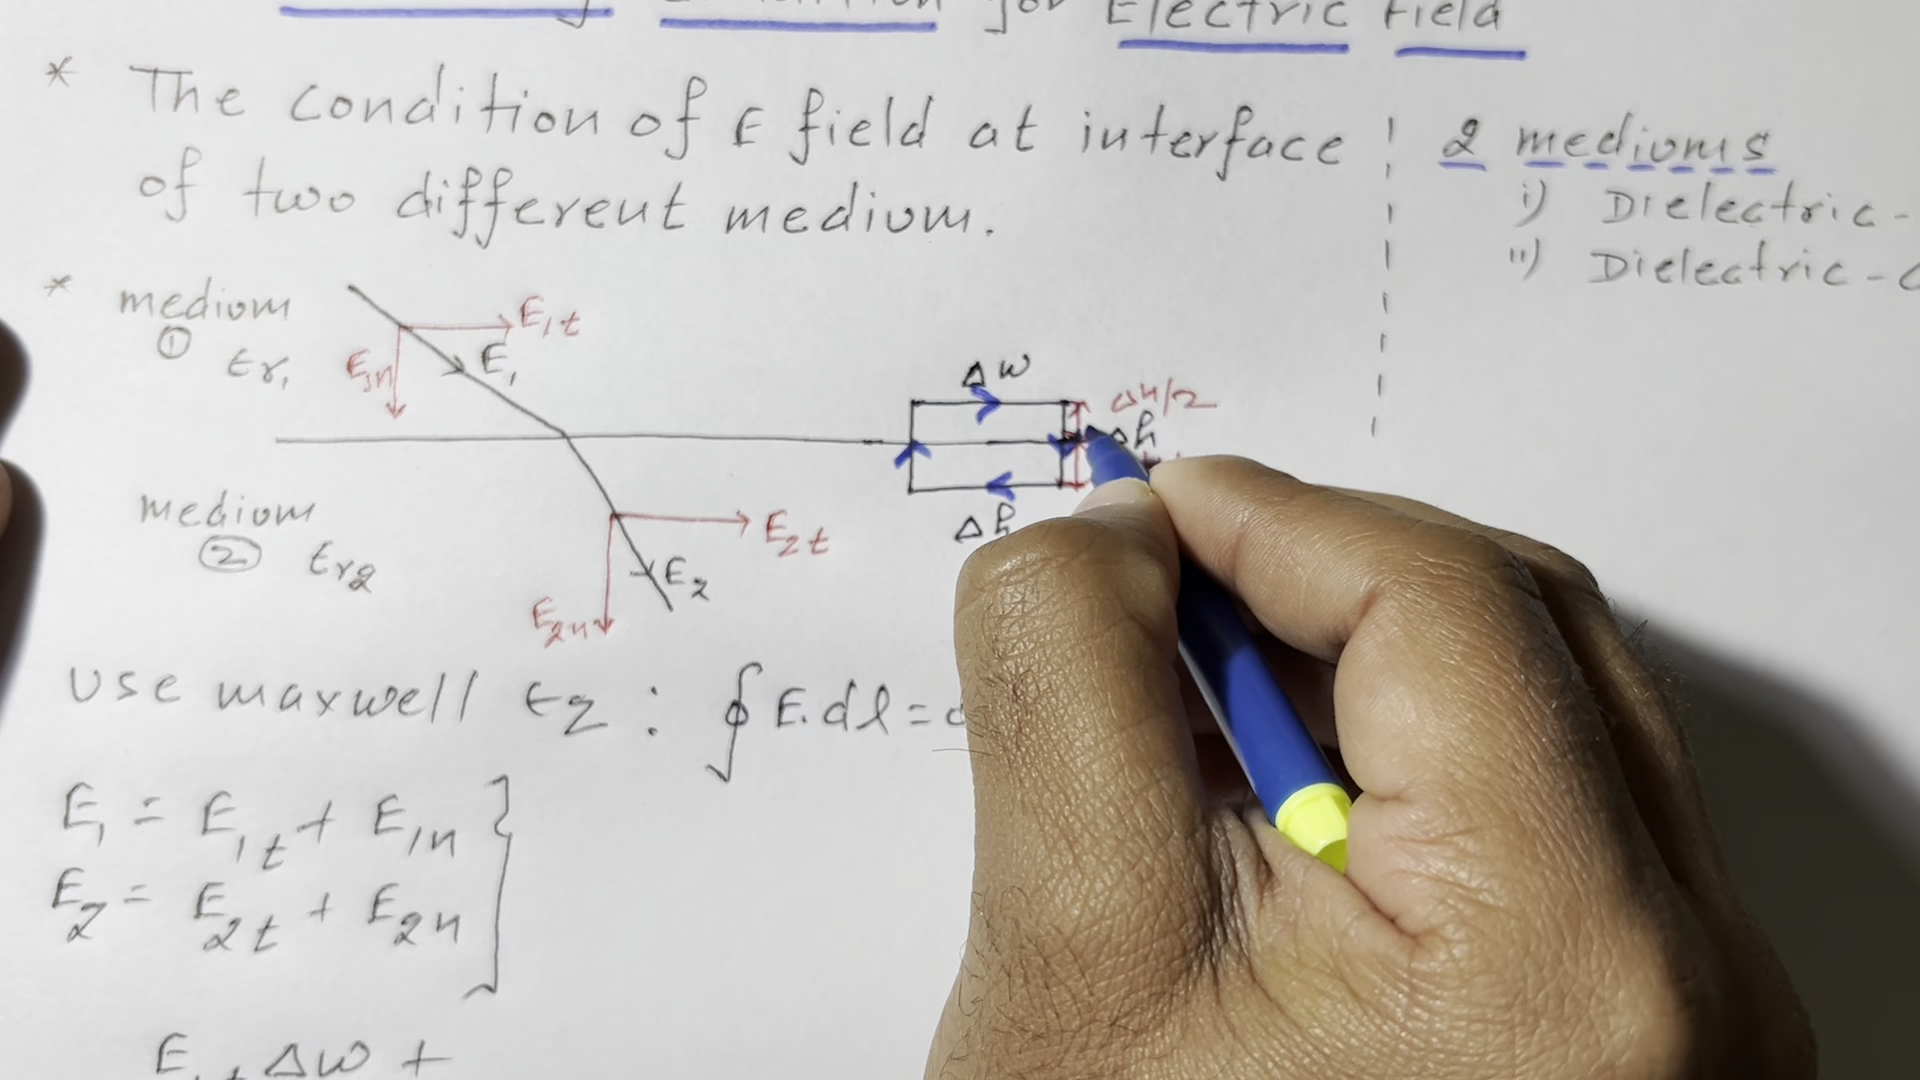 for Electric Field
* The condition of E field at interface
of two different medium.
2 mediums
i) Dielectric -
ii) Dielectric -
* medium
① εr₁
E₁t
E₁n
E₁
medium
② εr₂
E₂t
E₂n
E₂
Δw
Δh/2
Δh
Δh
Use maxwell Eq : ∮ E.dl =
E₁ = E₁t + E₁n
E₂ = E₂t + E₂n
Δw +